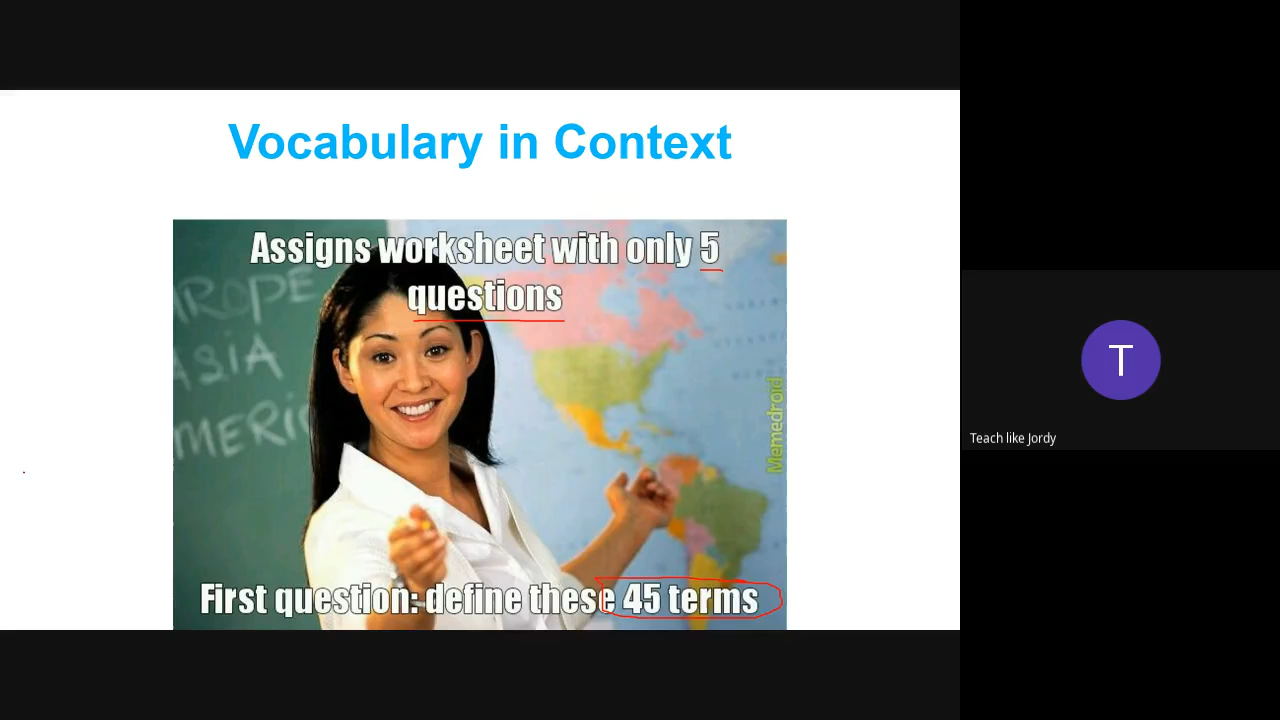 Vocabulary in Context
Assigns worksheet with only 5
questions
ASIA
Memedroid
First question: define these 45 terms
T
Teach like Jordy